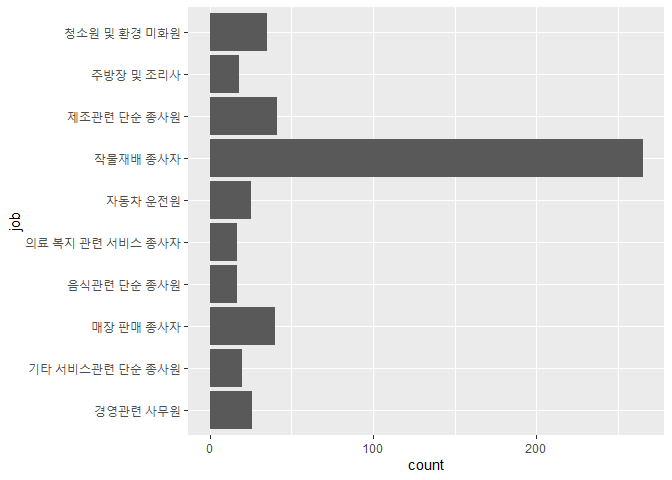 청소원 및 환경 미화원
주방장 및 조리사
제조관련 단순 종사원
작물재배 종사자
자동차 운전원
의료 복지 관련 서비스 종사자
음식관련 단순 종사원
매장 판매 종사자
기타 서비스관련 단순 종사원
경영관련 사무원
job
0 100 200
count